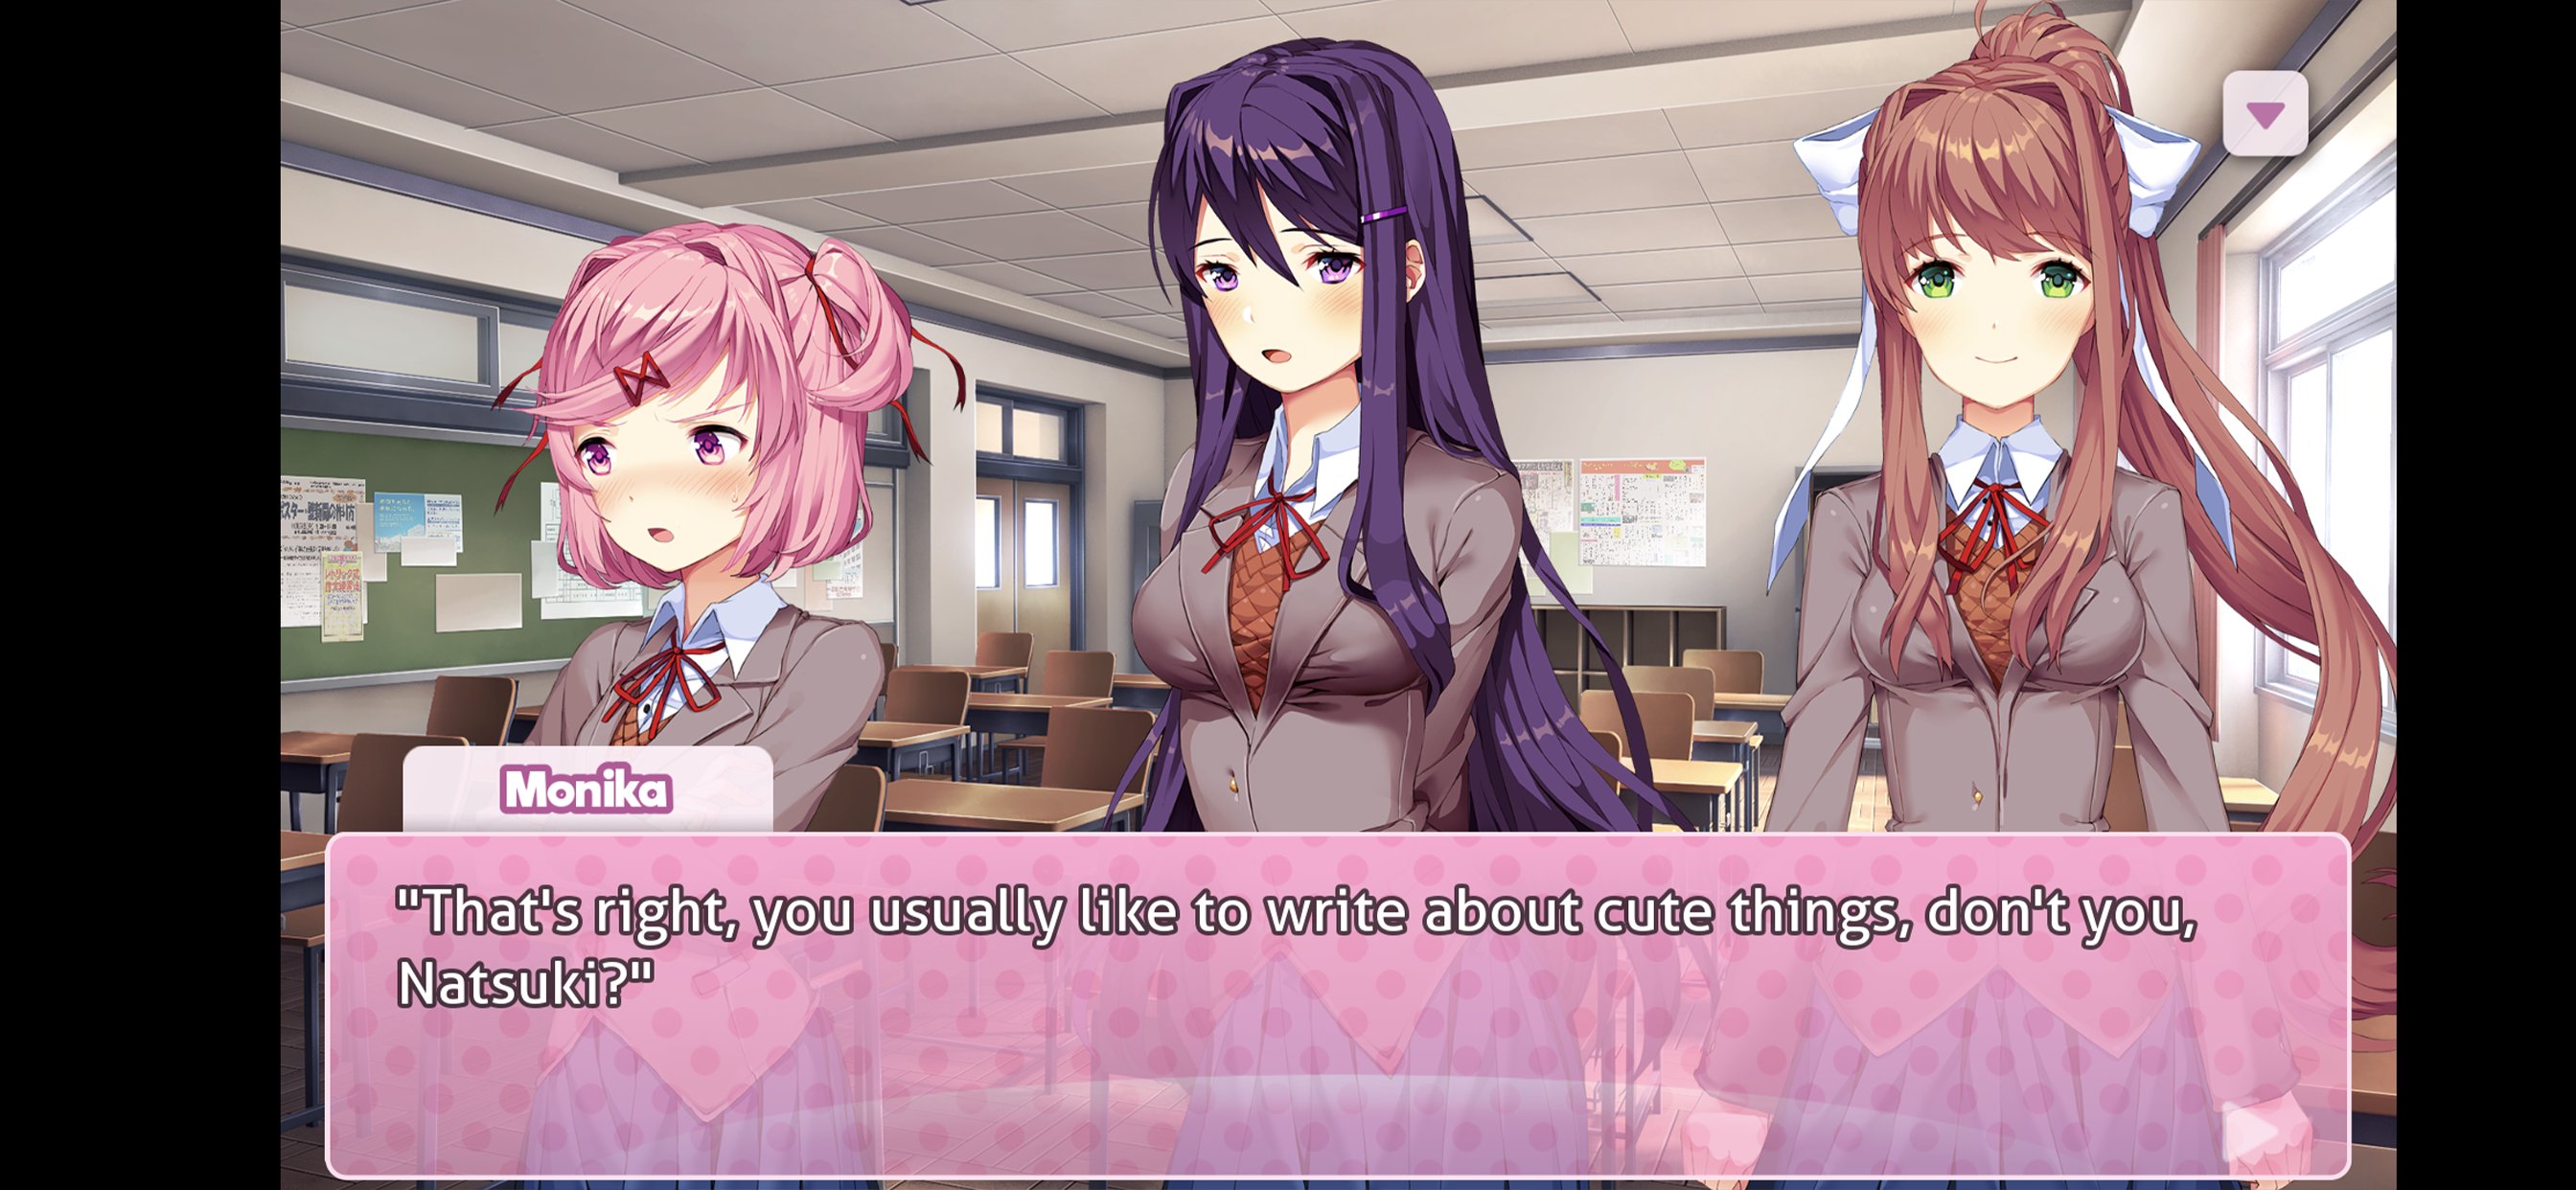 Monika
"That's right, you usually like to write about cute things, don't you,
Natsuki?"